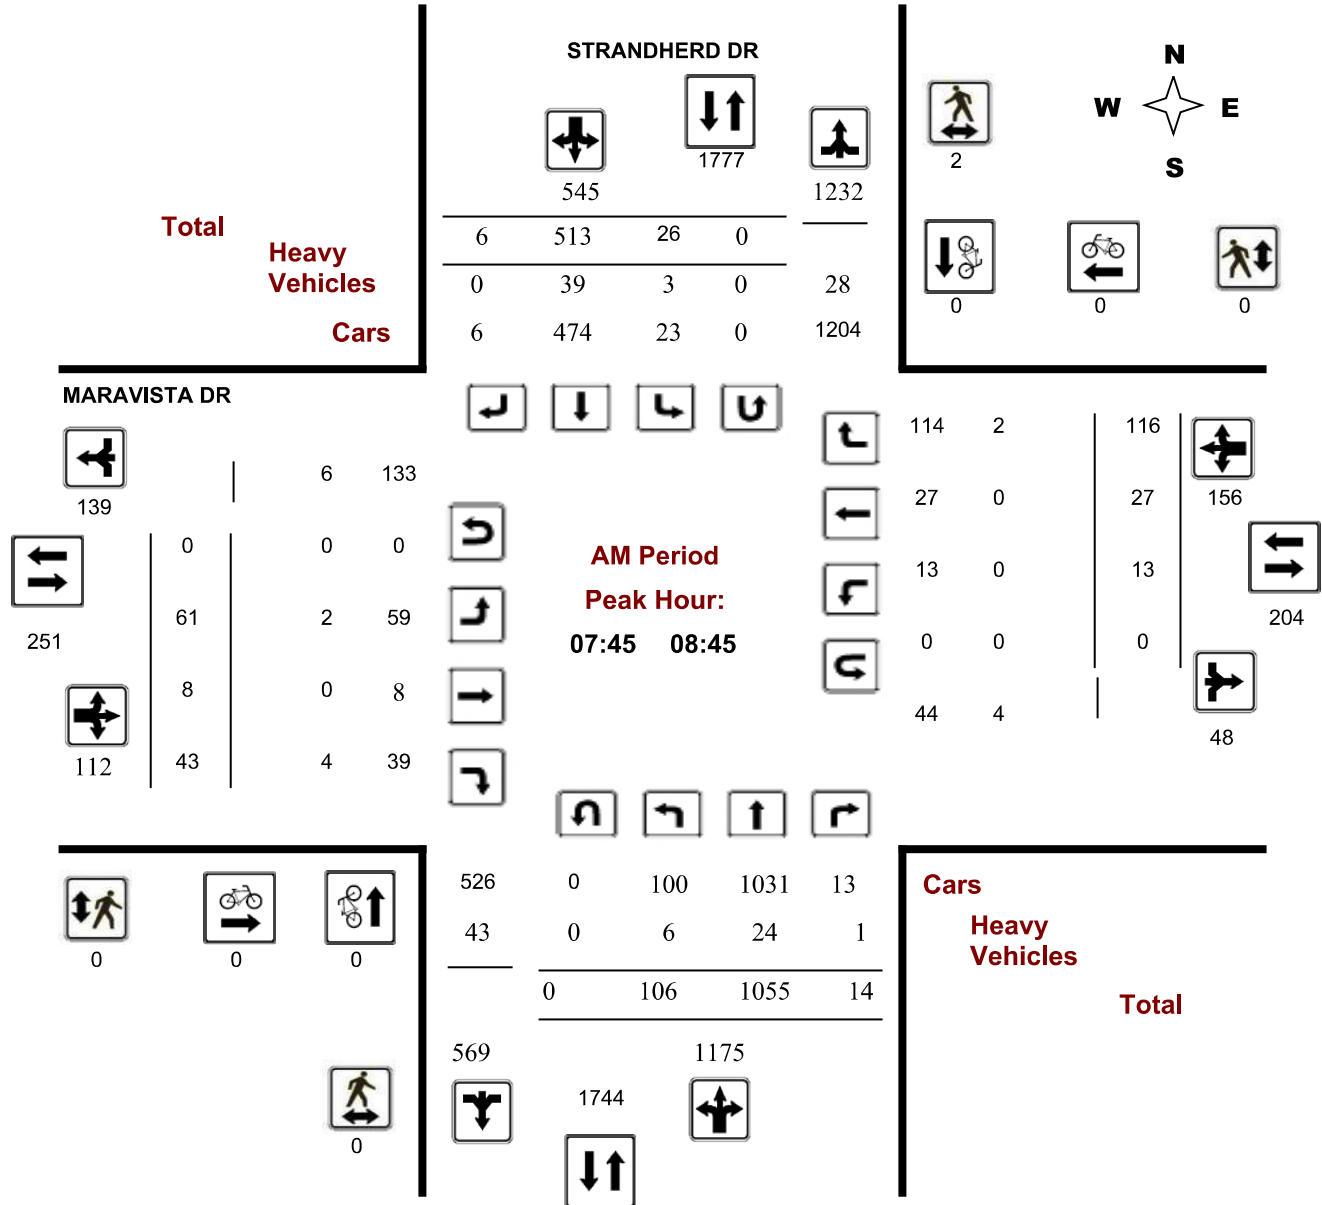 STRANDHERD DR
N
W E
S
1777
2
545 1232
Total
6 513 26 0
Heavy
Vehicles
0 39 3 0 28
0 0 0
Cars
6 474 23 0 1204
MARAVISTA DR
114 2 116
6 133
139
27 0 27 156
0 0 0
AM Period
13 0 13
Peak Hour:
61 2 59
204
251
07:45 08:45
0 0 0
8 0 8
44 4
48
112 43 4 39
526 0 100 1031 13
Cars
43 0 6 24 1
Heavy
Vehicles
0 0 0
0 106 1055 14
Total
569 1175
1744
0